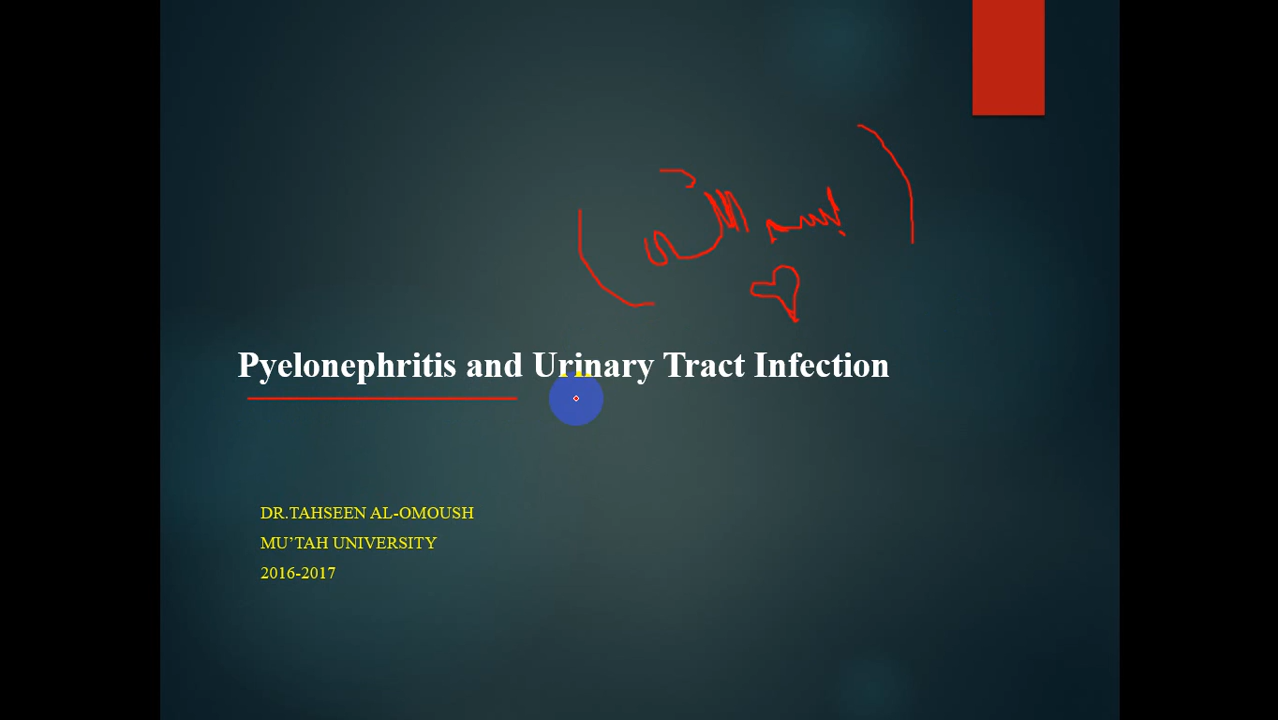 Pyelonephritis and Urinary Tract Infection
DR.TAHSEEN AL-OMOUSH
MU’TAH UNIVERSITY
2016-2017